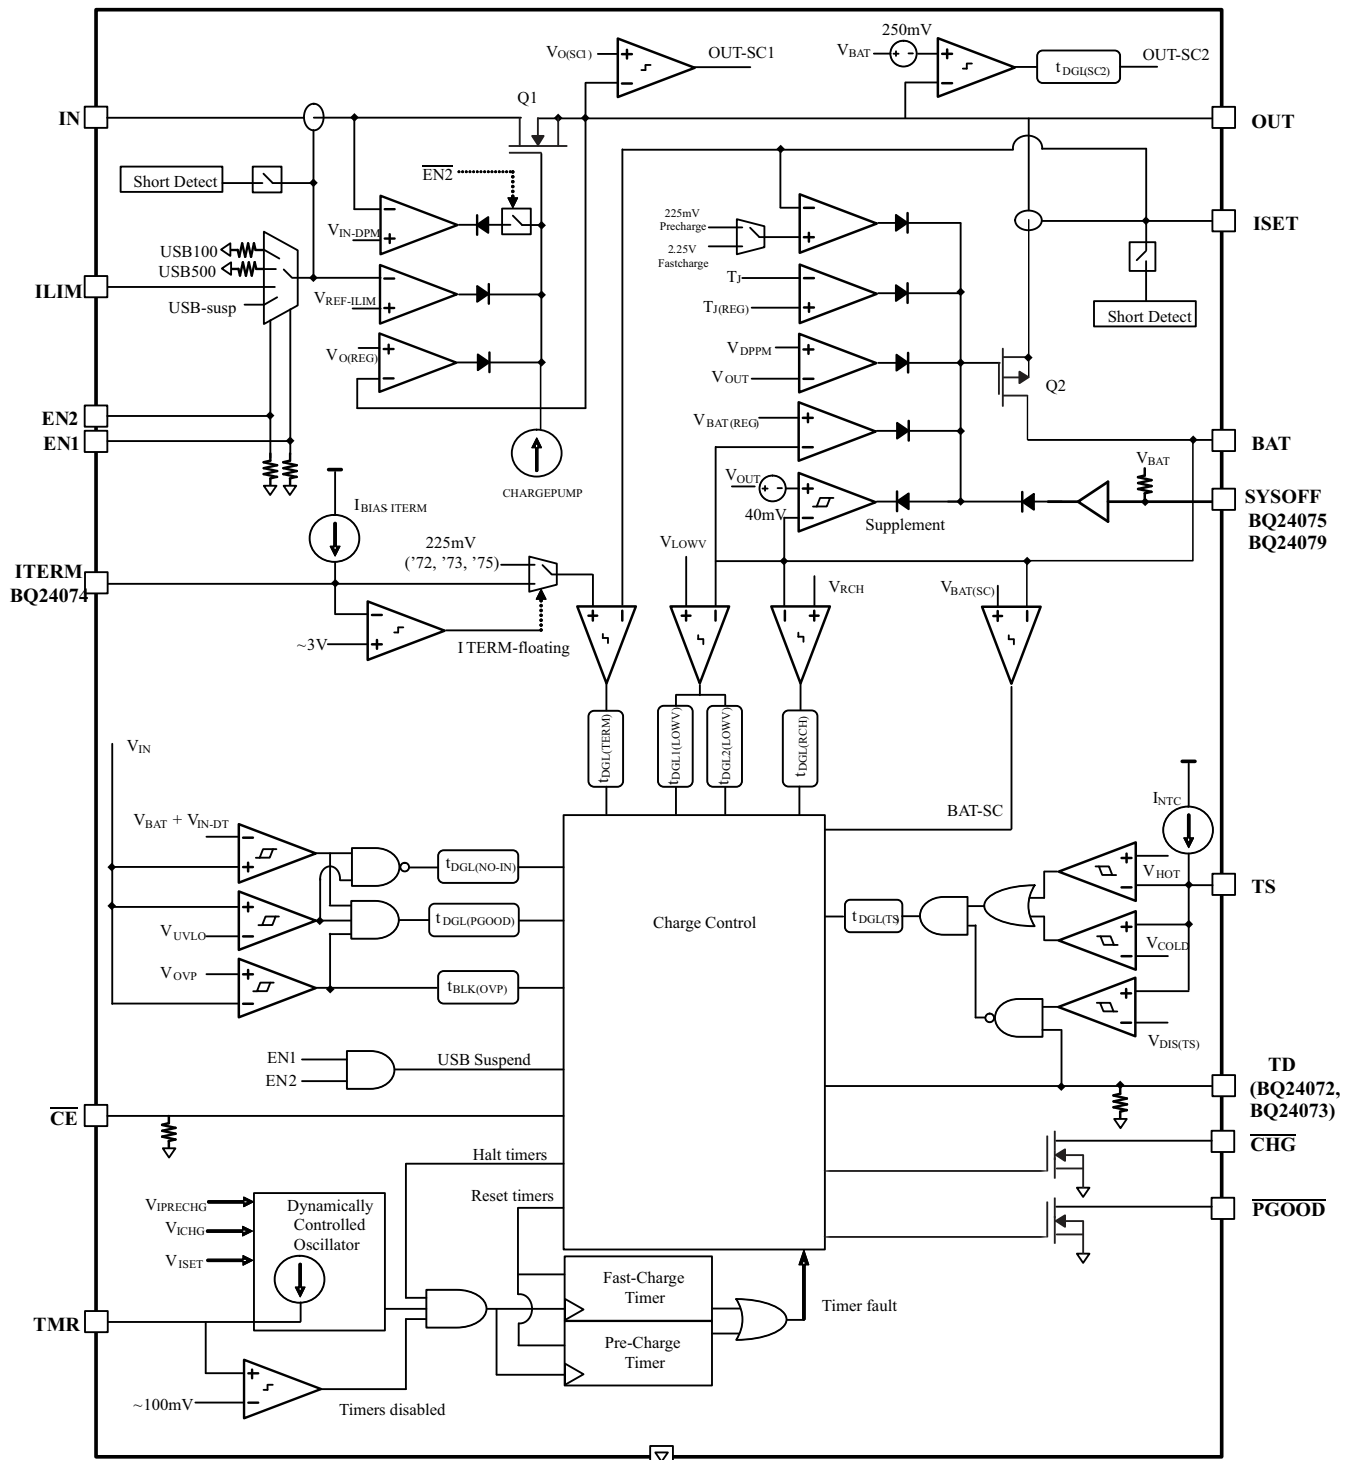 250mV
VO(SC1)
OUT-SC1
VBAT
tDGL(SC2)
OUT-SC2
Q1
IN
OUT
EN2
Short Detect
225mV
Precharge
2.25V
Fastcharge
VIN-DPM
ISET
USB100
USB500
ILIM
USB-susp
VREF-ILIM
TJ
TJ(REG)
Short Detect
VO(REG)
VDPPM
VOUT
Q2
EN2
EN1
VBAT(REG)
BAT
CHARGEPUMP
VOUT
40mV
Supplement
VBAT
SYSOFF
BQ24075
BQ24079
IBIAS ITERM
225mV
('72, '73, '75)
VLOWV
ITERM
BQ24074
VRCH
VBAT(SC)
~3V
I TERM-floating
tDGL(TERM)
tDGL1(LOWV)
tDGL2(LOWV)
tDGL(RCH)
VIN
BAT-SC
INTC
VBAT + VIN-DT
tDGL(NO-IN)
VHOT
TS
VUVLO
tDGL(PGOOD)
Charge Control
tDGL(TS)
VCOLD
VOVP
tBLK(OVP)
VDIS(TS)
EN1
EN2
USB Suspend
TD
(BQ24072,
BQ24073)
CE
CHG
Halt timers
Reset timers
PGOOD
VIPRECHG
VICHG
VISET
Dynamically
Controlled
Oscillator
Fast-Charge
Timer
Timer fault
TMR
Pre-Charge
Timer
~100mV
Timers disabled